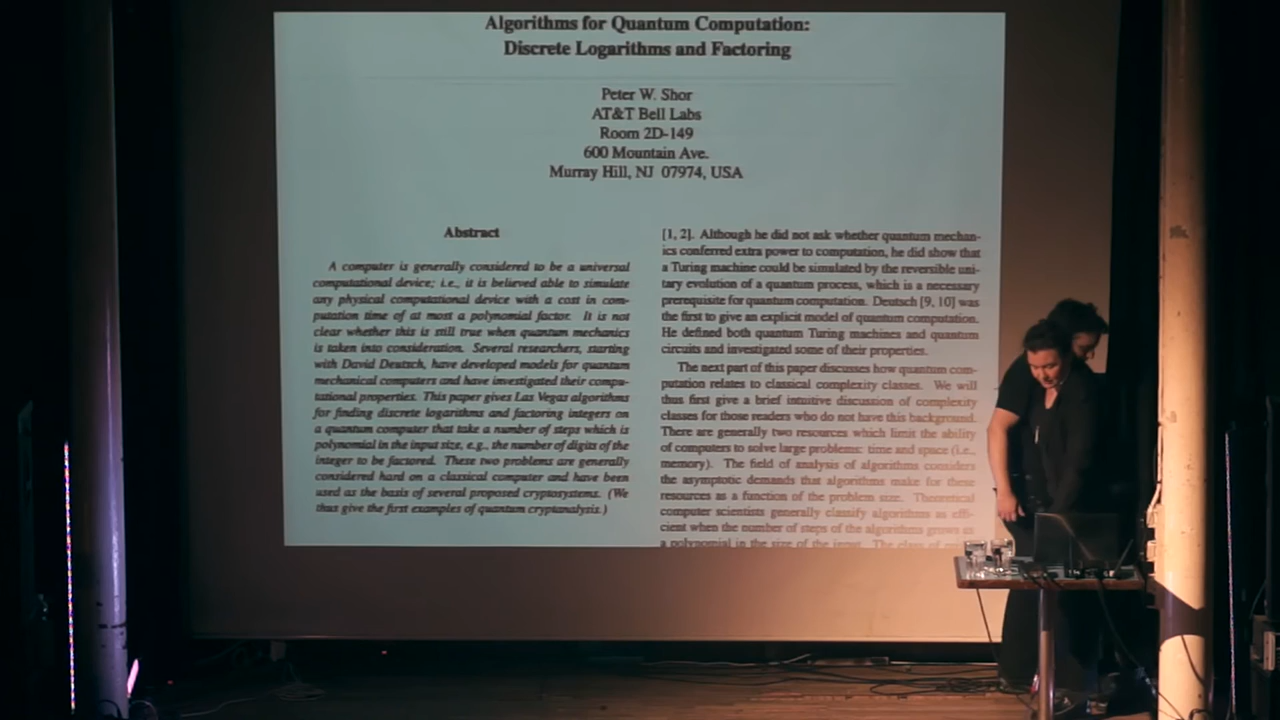 Algorithms for Quantum Computation:
Discrete Logarithms and Factoring
Peter W. Shor
AT&T Bell Labs
Room 2D-149
600 Mountain Ave.
Murray Hill, NJ 07974, USA
Abstract
A computer is generally considered to be a universal
computational device; i.e., it is believed able to simulate
any physical computational device with a cost in com-
putation time of at most a polynomial factor. It is not
clear whether this is still true when quantum mechanics
is taken into consideration. Several researchers, starting
with David Deutsch, have developed models for quantum
mechanical computers and have investigated their compu-
tational properties. This paper gives Las Vegas algorithms
for finding discrete logarithms and factoring integers on
a quantum computer that take a number of steps which is
polynomial in the input size, e.g., the number of digits of the
integer to be factored. These two problems are generally
considered hard on a classical computer and have been
used as the basis of several proposed cryptosystems. (We
thus give the first examples of quantum cryptanalysis.)
[1, 2]. Although he did not ask whether quantum mechan-
ics conferred extra power to computation, he did show that
a Turing machine could be simulated by the reversible uni-
tary evolution of a quantum process, which is a necessary
prerequisite for quantum computation. Deutsch [9, 10] was
the first to give an explicit model of quantum computation.
He defined both quantum Turing machines and quantum
circuits and investigated some of their properties.
The next part of this paper discusses how quantum com-
putation relates to classical complexity classes. We will
thus first give a brief intuitive discussion of complexity
classes for those readers who do not have this background.
There are generally two resources which limit the ability
of computers to solve large problems: time and space (i.e.,
memory). The field of analysis of algorithms considers
the asymptotic demands that algorithms make for these
resources as a function of the problem size. Theoretical
computer scientists generally classify algorithms as effi-
cient when the number of steps of the algorithms grows as
a polynomial in the size of the input. The class of